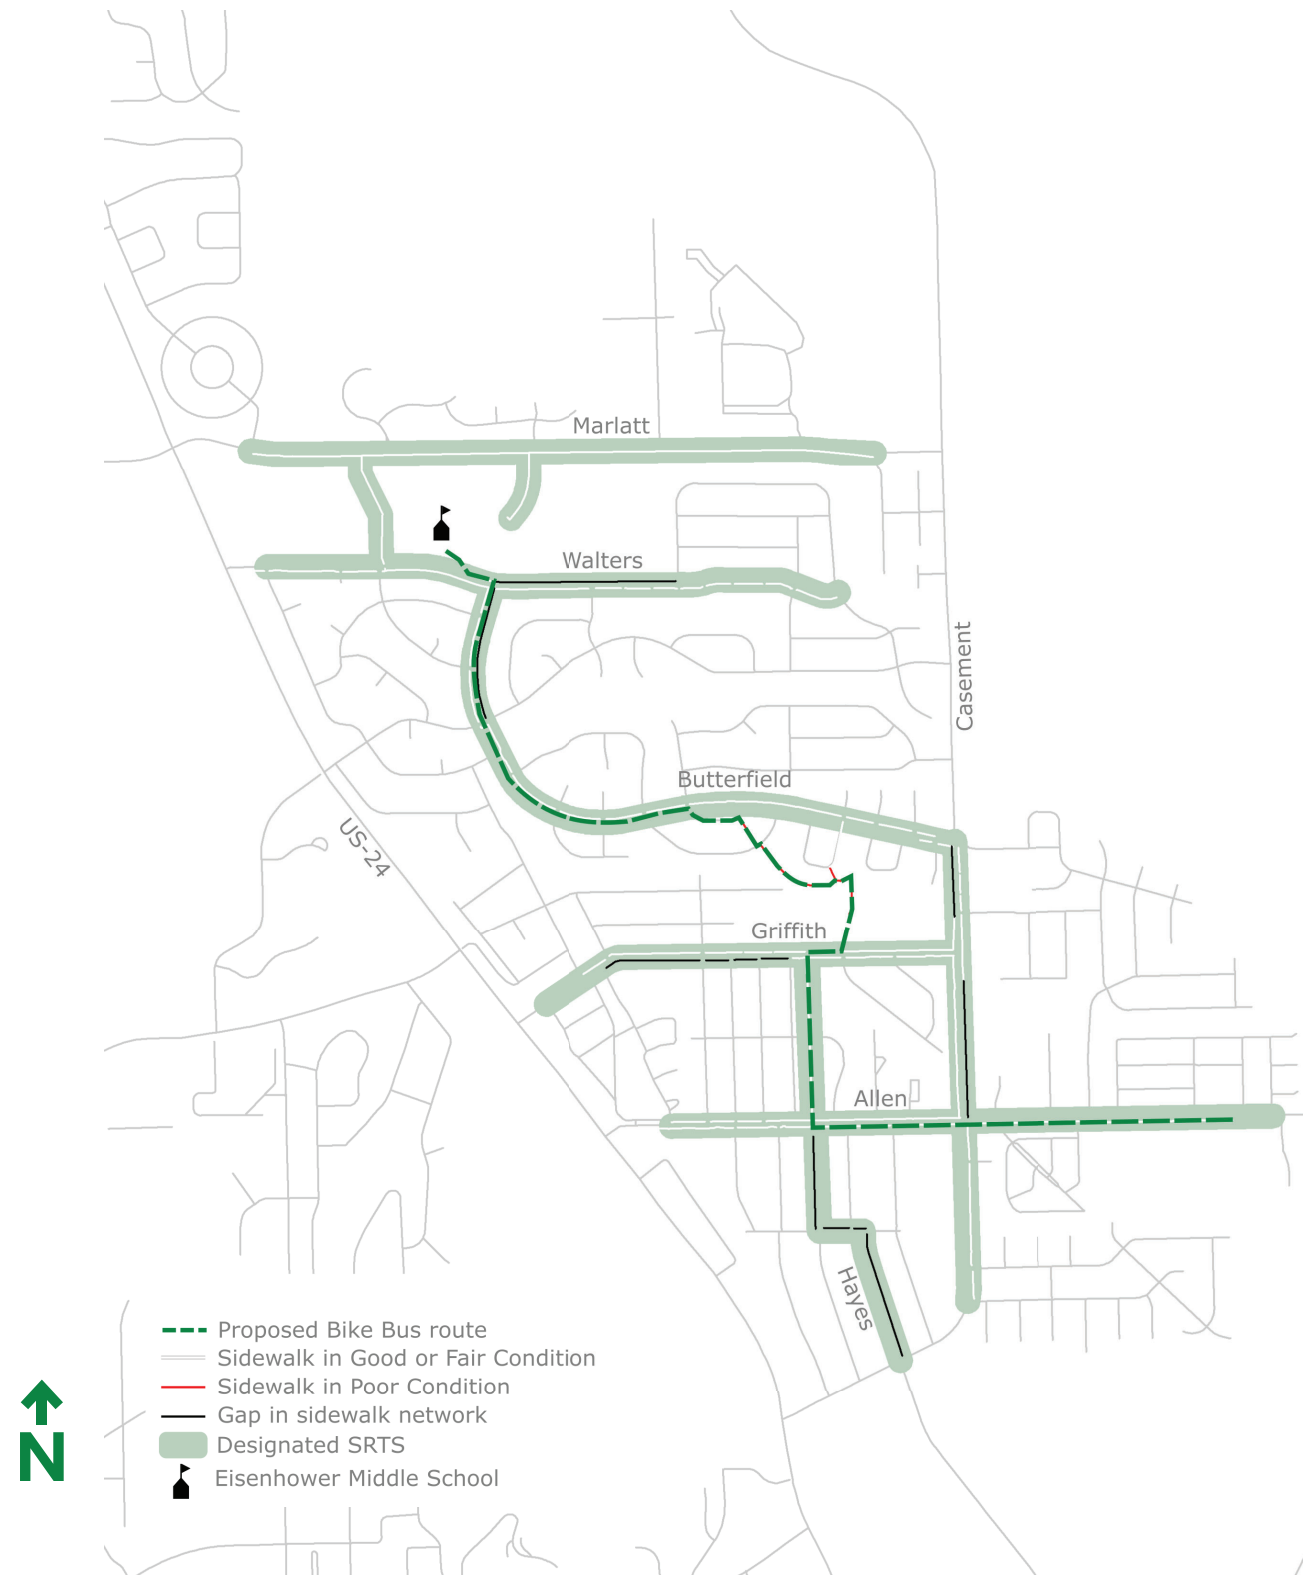 Marlatt
Walters
Casement
Butterfield
US-24
Griffith
Allen
Hayes
Proposed Bike Bus route
Sidewalk in Good or Fair Condition
Sidewalk in Poor Condition
Gap in sidewalk network
Designated SRTS
Eisenhower Middle School
N